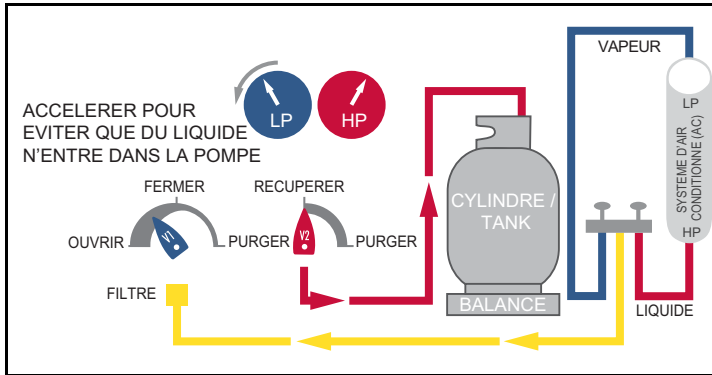 VAPEUR
LP
HP
LP
ACCELERER POUR
EVITER QUE DU LIQUIDE
N'ENTRE DANS LA POMPE
SYSTEME D'AIR
CONDITIONNE (AC)
FERMER
RECUPERER
CYLINDRE /
TANK
V1
V2
OUVRIR
PURGER
PURGER
HP
FILTRE
BALANCE
LIQUIDE